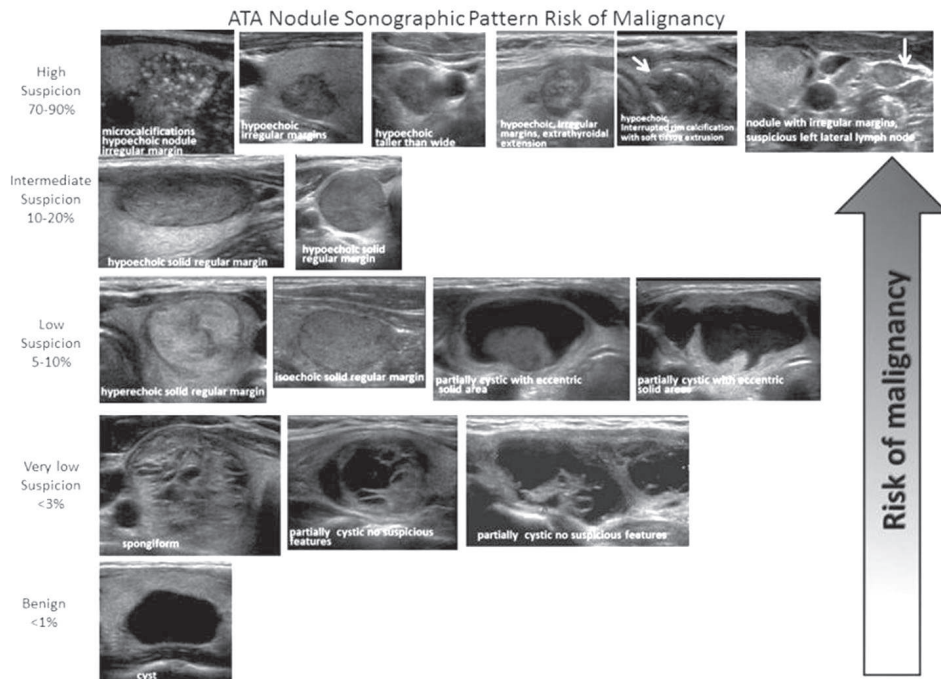 ATA Nodule Sonographic Pattern Risk of Malignancy
High
Suspicion
70-90%
microcalcifications
hypoechoic nodule
irregular margin
hypoechoic
irregular margins
hypoechoic
taller than wide
hypoechoic, irregular
margins, extrathyroidal
extension
hypoechoic,
Interrupted rim calcification
with soft tissue extrusion
nodule with irregular margins,
suspicious left lateral lymph node
Intermediate
Suspicion
10-20%
hypoechoic solid regular margin
hypoechoic solid
regular margin
Low
Suspicion
5-10%
hyperechoic solid regular margin
isoechoic solid regular margin
partially cystic with eccentric
solid area
partially cystic with eccentric
solid areas
Very low
Suspicion
<3%
spongiform
partially cystic no suspicious
features
partially cystic no suspicious features
Benign
<1%
cyst
Risk of malignancy